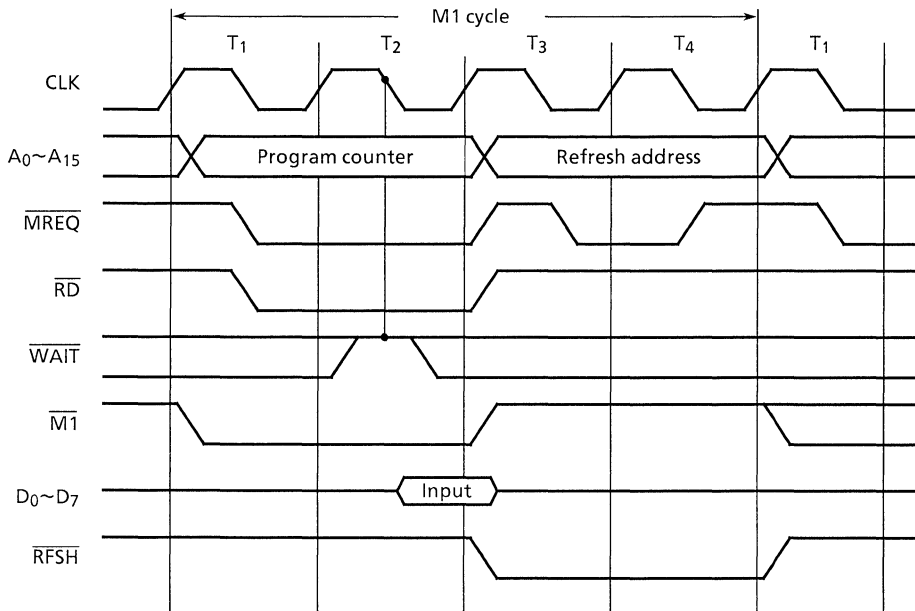 M1 cycle
T1 T2 T3 T4 T1
CLK
A0~A15 Program counter Refresh address
MREQ
RD
WAIT
M1
D0~D7 Input
RFSH